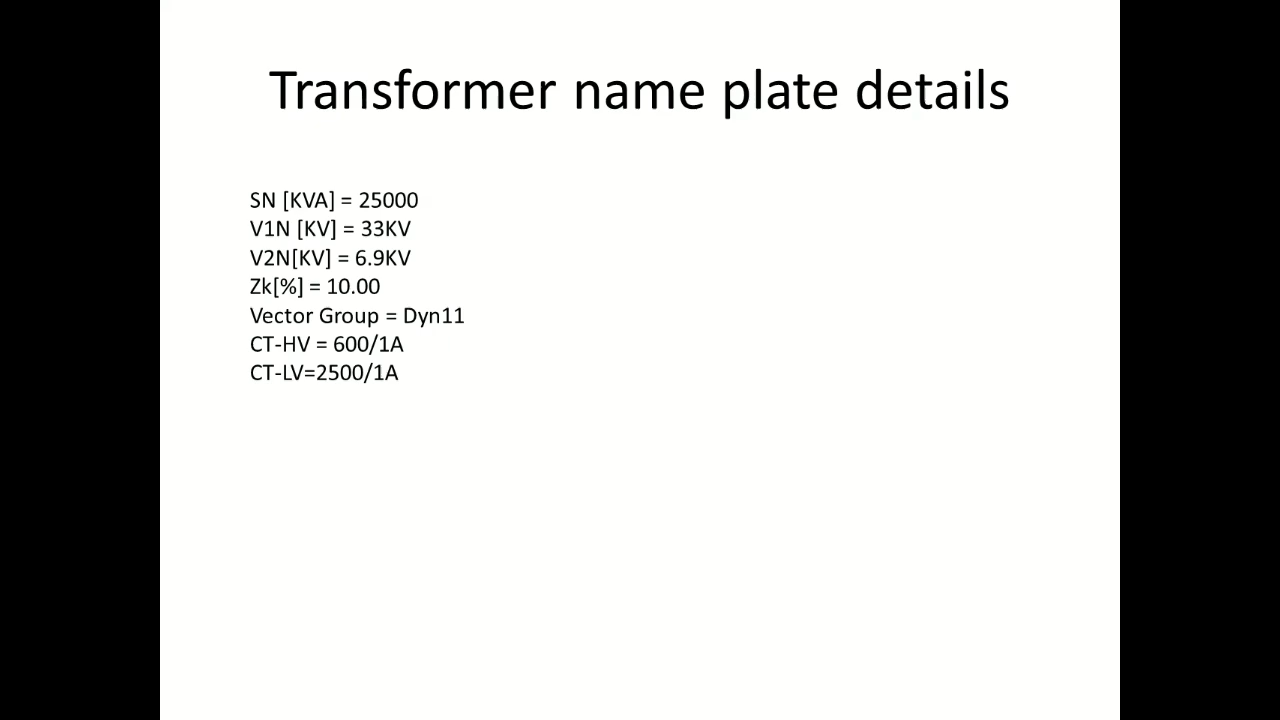 Transformer name plate details
SN [KVA] = 25000
V1N [KV] = 33KV
V2N[KV] = 6.9KV
Zk[%] = 10.00
Vector Group = Dyn11
CT-HV = 600/1A
CT-LV=2500/1A